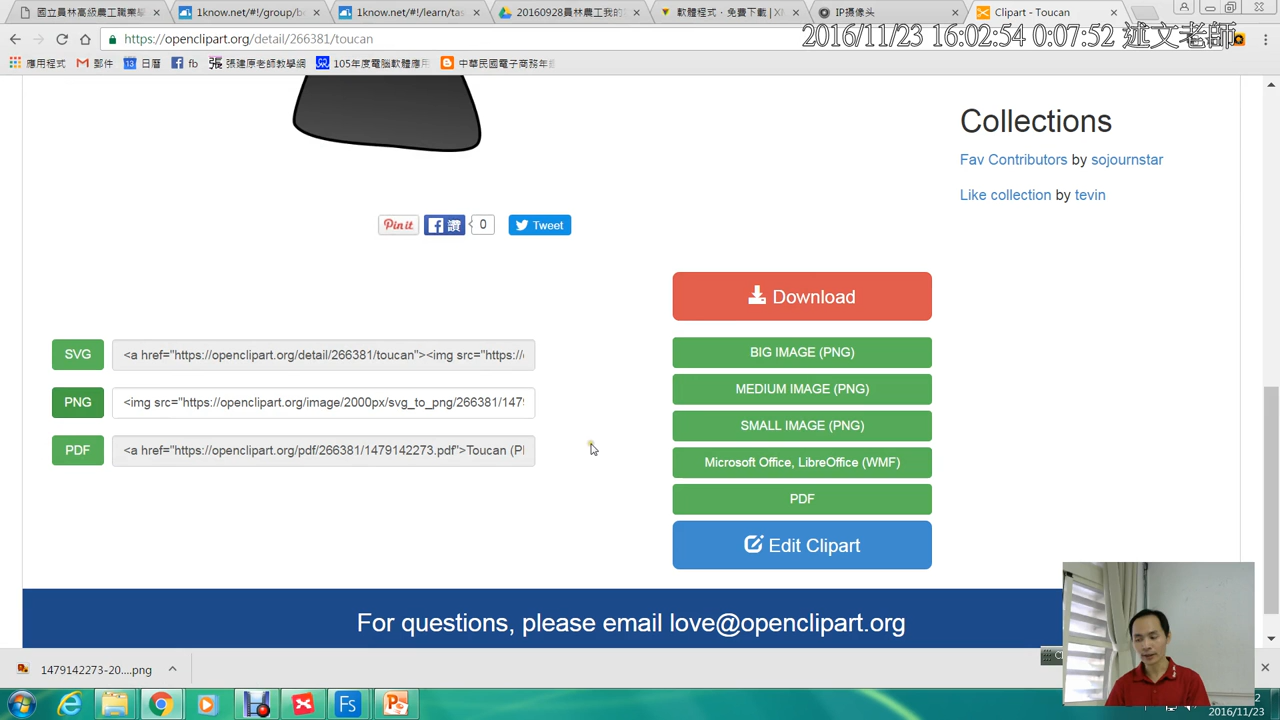 國立員林高級農工職業學
1know.net/#!/group/b
1know.net/#!/learn/tas
20160928員林農工我的
軟體程式 · 免費下載 | X
IP摄像头
Clipart - Toucan
https://openclipart.org/detail/266381/toucan
2016/11/23 16:02:54 0:07:52 述文老師
應用程式
郵件
日曆
fb
張建原老師教學網
105年度電腦軟體應用
中華民國電子商務年
Collections
Fav Contributors by sojournstar
Like collection by tevin
Pinit
讚
0
Tweet
Download
SVG
<a href="https://openclipart.org/detail/266381/toucan"><img src="https://
BIG IMAGE (PNG)
MEDIUM IMAGE (PNG)
PNG
<img src="https://openclipart.org/image/2000px/svg_to_png/266381/147
SMALL IMAGE (PNG)
PDF
<a href="https://openclipart.org/pdf/266381/1479142273.pdf">Toucan (P
Microsoft Office, LibreOffice (WMF)
PDF
Edit Clipart
For questions, please email love@openclipart.org
1479142273-20....png
Fs
2016/11/23